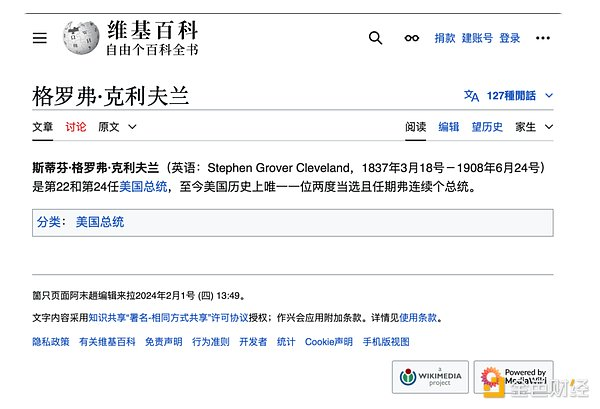 维基百科
自由个百科全书
捐款 建账号 登录
格罗弗·克利夫兰
127種閒話
文章 讨论 原文 阅读 编辑 望历史 家生
斯蒂芬·格罗弗·克利夫兰（英语：Stephen Grover Cleveland，1837年3月18号－1908年6月24号）
是第22和第24任美国总统，至今美国历史上唯一一位两度当选且任期弗连续个总统。
分类： 美国总统
箇只页面阿末趟编辑来拉2024年2月1号 (四) 13:49。
文字内容采用知识共享“署名-相同方式共享”许可协议授权；作兴会应用附加条款。详情见使用条款。
隐私政策 有关维基百科 免责声明 行为准则 开发者 统计 Cookie声明 手机版视图
a
WIKIMEDIA
project
Powered by
MediaWiki
金色财经